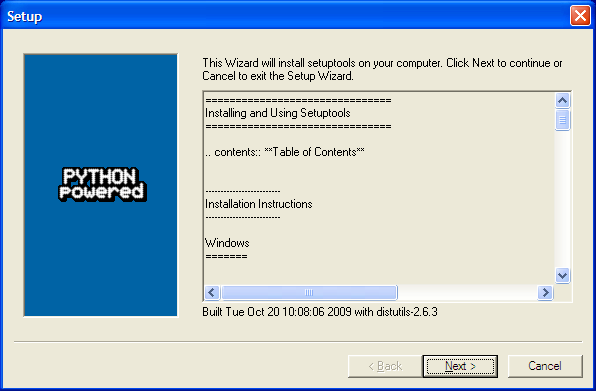 Setup
This Wizard will install setuptools on your computer. Click Next to continue or
Cancel to exit the Setup Wizard.
===============================
Installing and Using Setuptools
===============================
.. contents:: **Table of Contents**
-------------------------
Installation Instructions
-------------------------
Windows
=======
PYTHON
Powered
Built Tue Oct 20 10:08:06 2009 with distutils-2.6.3
< Back
Next >
Cancel